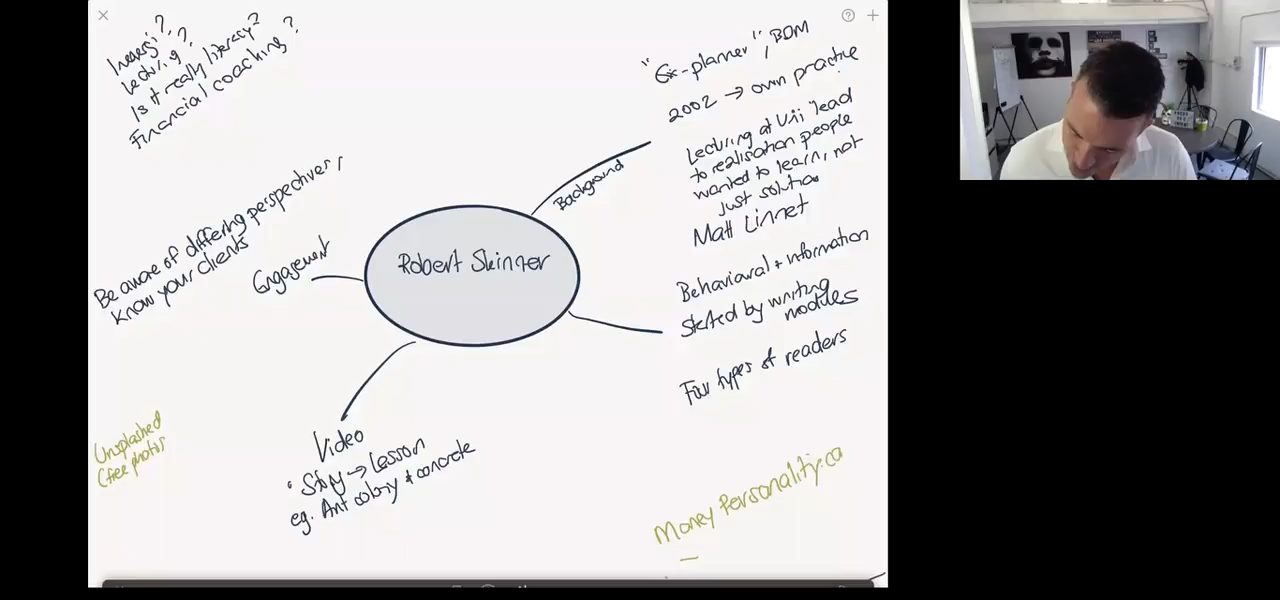 Lecturing?
Is it really literacy?
Financial coaching?
"Ex-planner", BDM
2002 → own practice
Lecturing at Uni lead
to realisation people
wanted to learn, not
just solution
Matt Linnet
Background
Be aware of differing perspectives,
know your clients
Engagement
Robert Skinner
Behavioural + information
Started by writing
modules
Four types of readers
Video
• Story → Lesson
eg. Ant colony + concrete
Unsplashed
(free photos)
Money Personality.ca